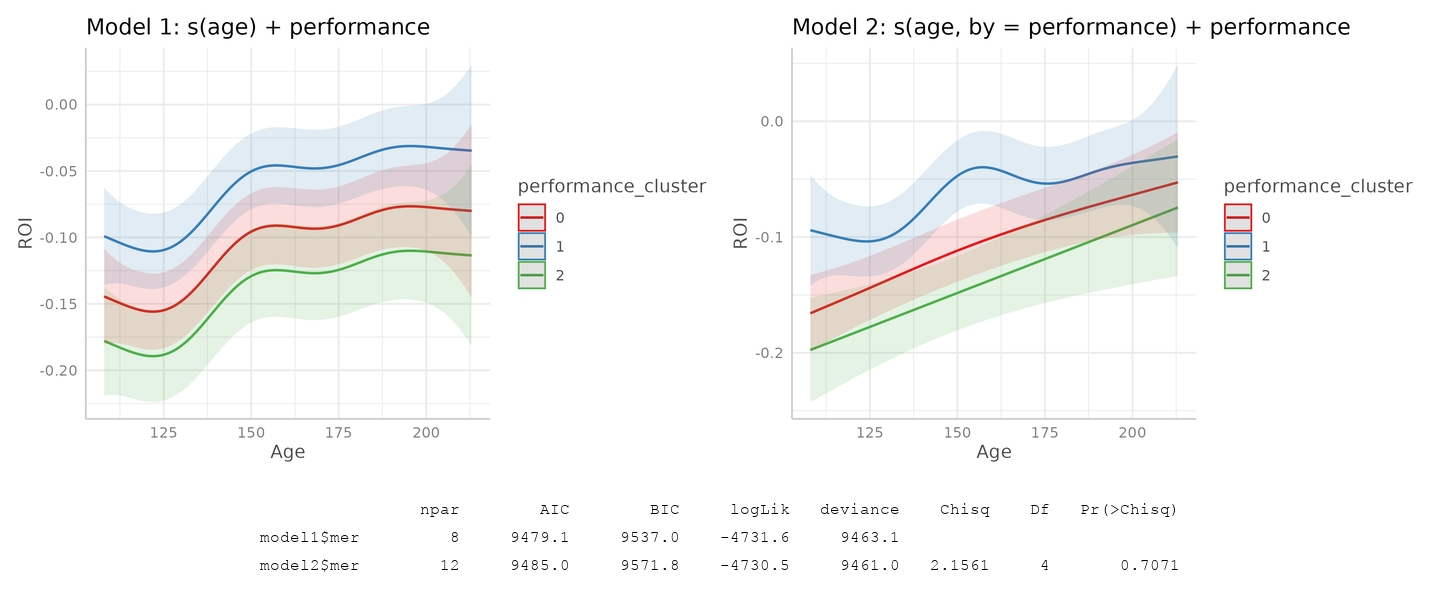 Model 1: s(age) + performance
0.00
-0.05
-0.10
-0.15
-0.20
ROI
125 150 175 200
Age
performance_cluster
0
1
2
Model 2: s(age, by = performance) + performance
0.0
-0.1
-0.2
ROI
125 150 175 200
Age
performance_cluster
0
1
2
npar AIC BIC logLik deviance Chisq Df Pr(>Chisq)
model1$mer 8 9479.1 9537.0 -4731.6 9463.1
model2$mer 12 9485.0 9571.8 -4730.5 9461.0 2.1561 4 0.7071